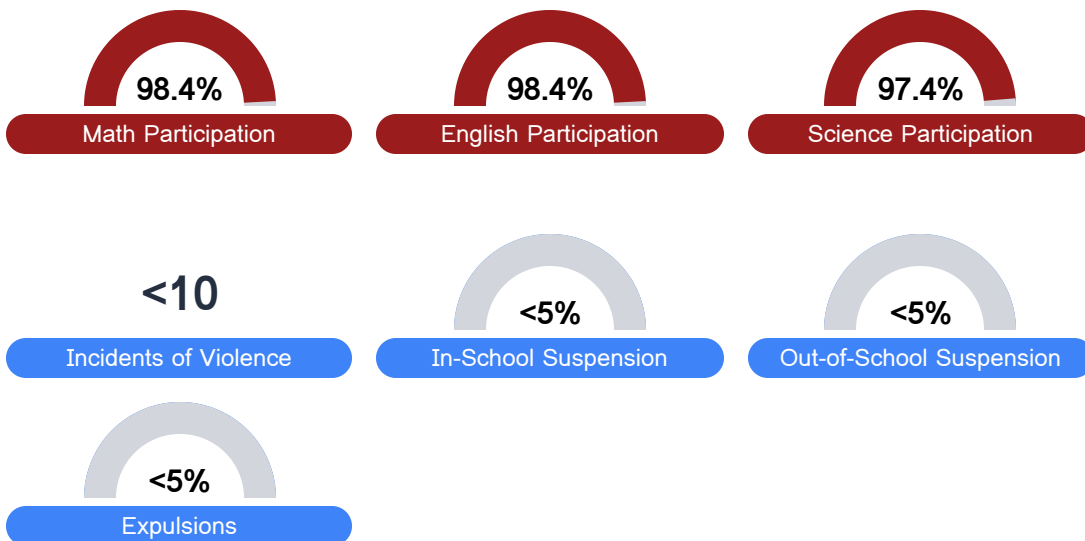 98.4%
Math Participation
98.4%
English Participation
97.4%
Science Participation
<10
Incidents of Violence
<5%
In-School Suspension
<5%
Out-of-School Suspension
<5%
Expulsions